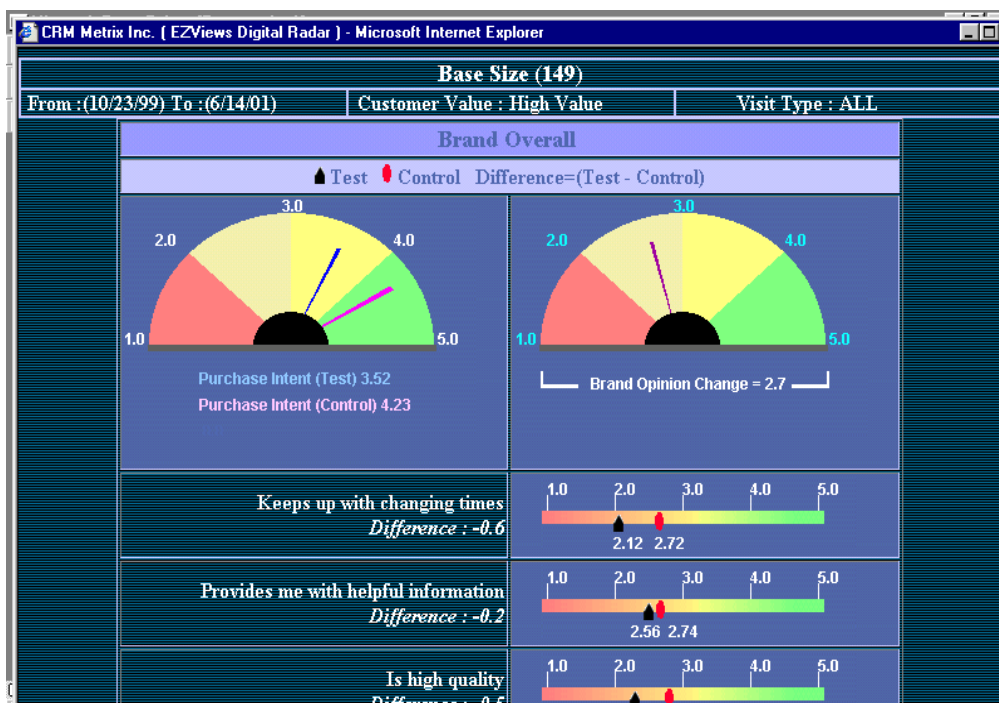 CRM Metrix Inc. ( EZViews Digital Radar ) - Microsoft Internet Explorer
Base Size (149)
From :(10/23/99) To :(6/14/01) Customer Value : High Value Visit Type : ALL
Brand Overall
Test Control Difference=(Test - Control)
3.0 3.0
2.0 4.0 2.0 4.0
1.0 5.0 1.0 5.0
Purchase Intent (Test) 3.52
Brand Opinion Change = 2.7
Purchase Intent (Control) 4.23
1.0 2.0 3.0 4.0 5.0
Keeps up with changing times
Difference : -0.6
2.12 2.72
1.0 2.0 3.0 4.0 5.0
Provides me with helpful information
Difference : -0.2
2.56 2.74
1.0 2.0 3.0 4.0 5.0
Is high quality
Difference : -0.5